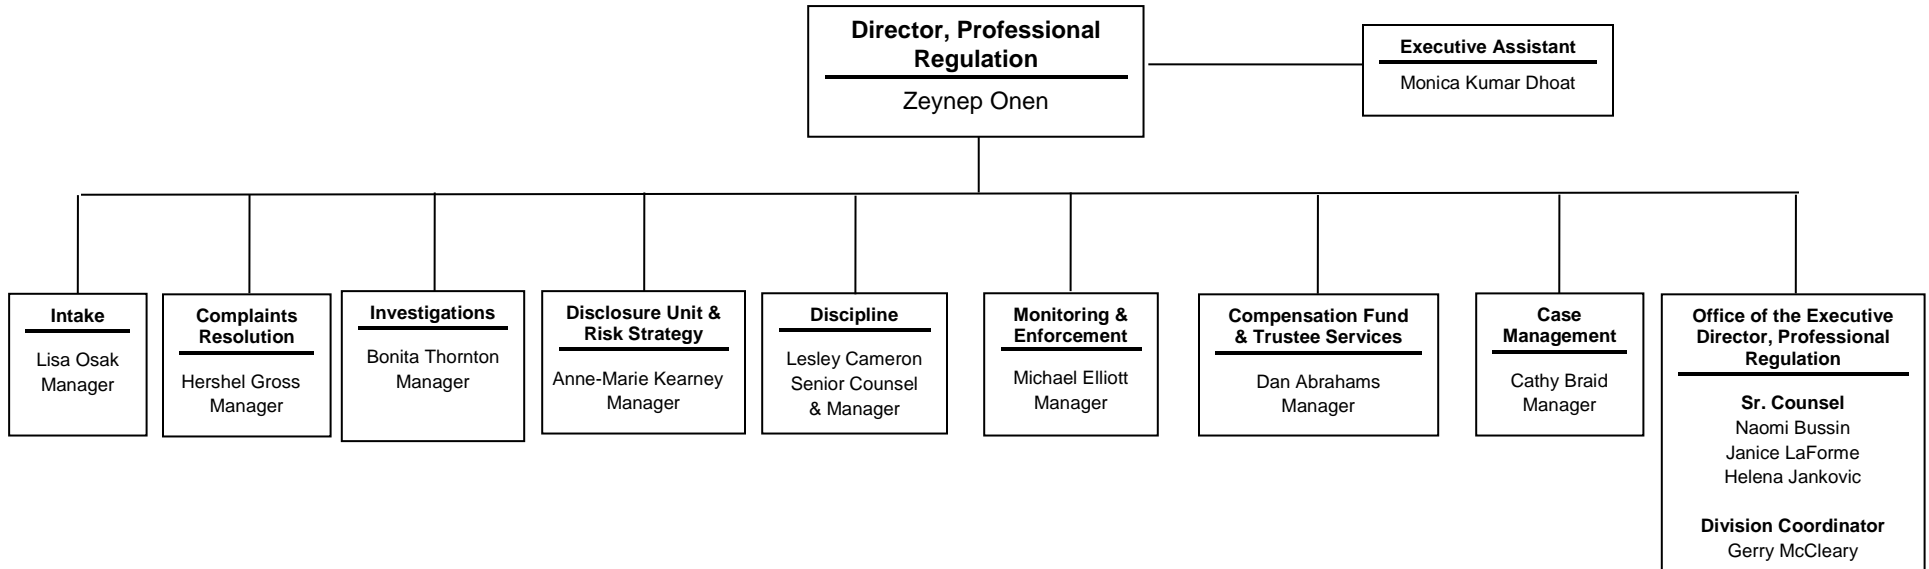 Director, Professional
Regulation
Zeynep Onen
Executive Assistant
Monica Kumar Dhoat
Intake
Lisa Osak
Manager
Complaints
Resolution
Hershel Gross
Manager
Investigations
Bonita Thornton
Manager
Disclosure Unit &
Risk Strategy
Anne-Marie Kearney
Manager
Discipline
Lesley Cameron
Senior Counsel
& Manager
Monitoring &
Enforcement
Michael Elliott
Manager
Compensation Fund
& Trustee Services
Dan Abrahams
Manager
Case
Management
Cathy Braid
Manager
Office of the Executive
Director, Professional
Regulation
Sr. Counsel
Naomi Bussin
Janice LaForme
Helena Jankovic
Division Coordinator
Gerry McCleary